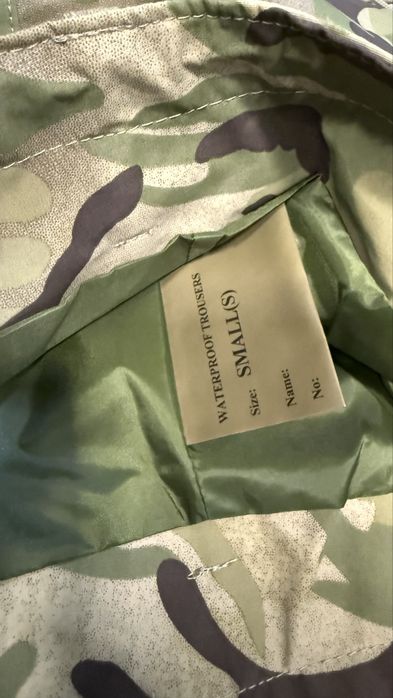 WATERPROOF TROUSERS
Size: SMALL(S)
Name:
No: